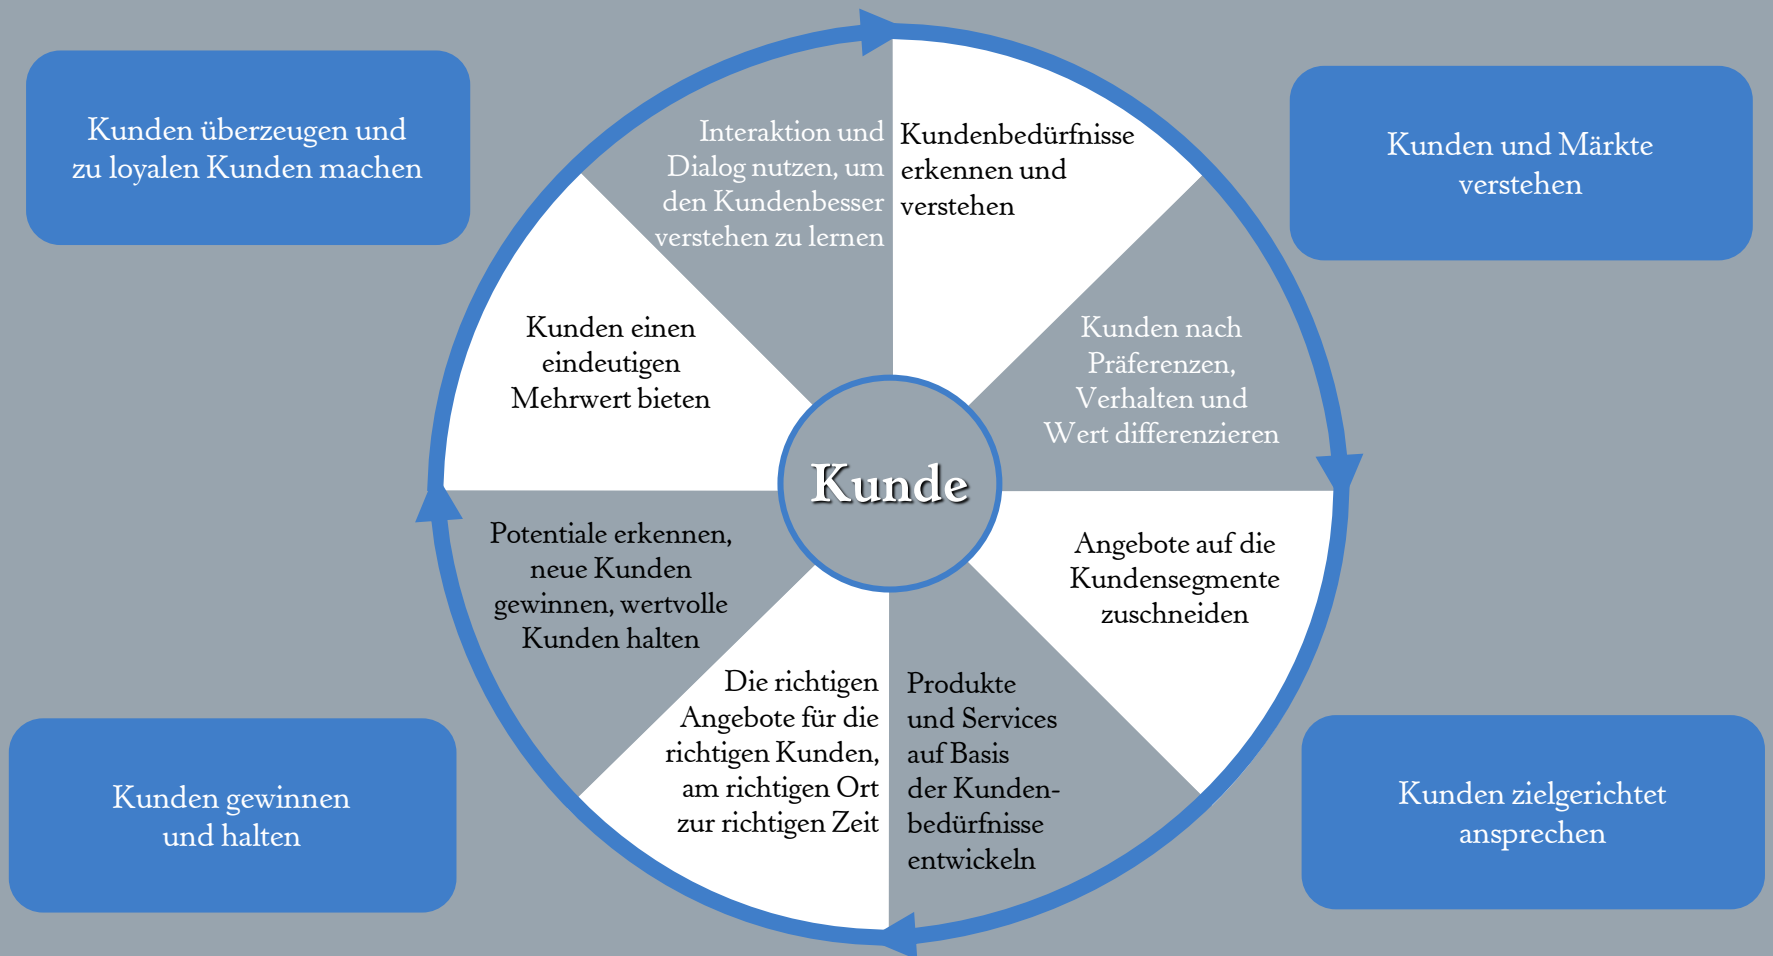 Kunden überzeugen und
zu loyalen Kunden machen
Kunden und Märkte
verstehen
Interaktion und
Dialog nutzen, um
den Kundenbesser
verstehen zu lernen
Kundenbedürfnisse
erkennen und
verstehen
Kunden einen
eindeutigen
Mehrwert bieten
Kunden nach
Präferenzen,
Verhalten und
Wert differenzieren
Kunde
Potentiale erkennen,
neue Kunden
gewinnen, wertvolle
Kunden halten
Angebote auf die
Kundensegmente
zuschneiden
Die richtigen
Angebote für die
richtigen Kunden,
am richtigen Ort
zur richtigen Zeit
Produkte
und Services
auf Basis
der Kunden-
bedürfnisse
entwickeln
Kunden gewinnen
und halten
Kunden zielgerichtet
ansprechen